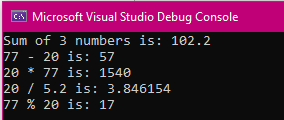 Microsoft Visual Studio Debug Console
Sum of 3 numbers is: 102.2
77 - 20 is: 57
20 * 77 is: 1540
20 / 5.2 is: 3.846154
77 % 20 is: 17